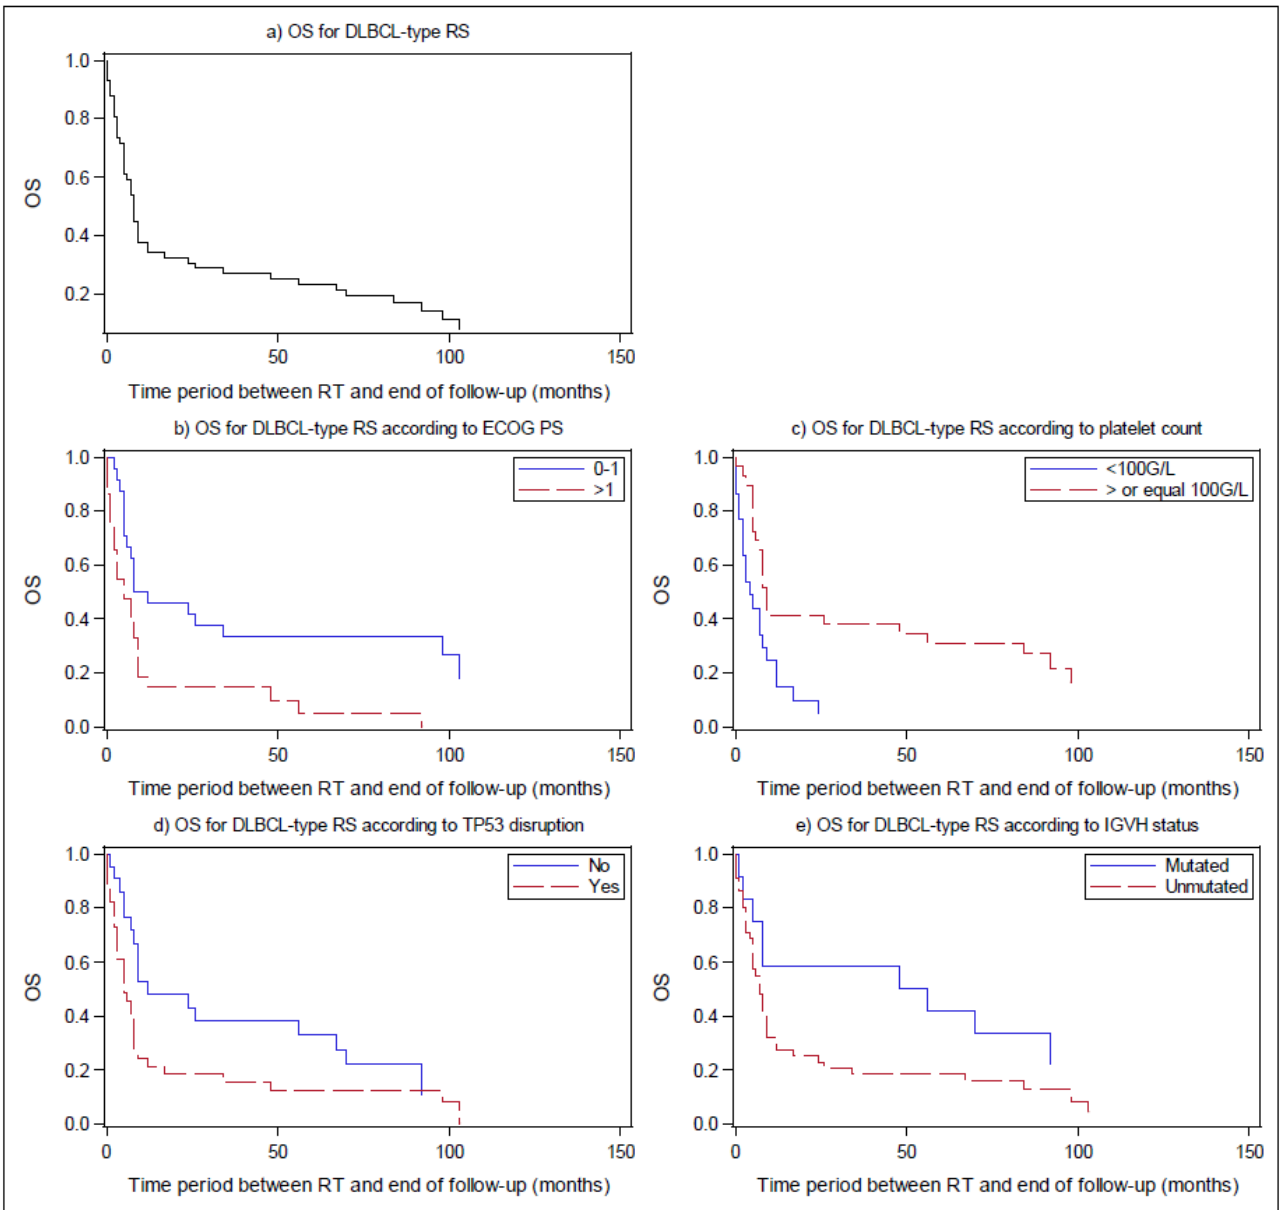 a) OS for DLBCL-type RS
1.0
0.8
0.6
0.4
0.2
OS
0 50 100 150
Time period between RT and end of follow-up (months)
b) OS for DLBCL-type RS according to ECOG PS
0-1
>1
1.0
0.8
0.6
0.4
0.2
0.0
OS
0 50 100 150
Time period between RT and end of follow-up (months)
c) OS for DLBCL-type RS according to platelet count
<100G/L
> or equal 100G/L
1.0
0.8
0.6
0.4
0.2
0.0
OS
0 50 100 150
Time period between RT and end of follow-up (months)
d) OS for DLBCL-type RS according to TP53 disruption
No
Yes
1.0
0.8
0.6
0.4
0.2
0.0
OS
0 50 100 150
Time period between RT and end of follow-up (months)
e) OS for DLBCL-type RS according to IGVH status
Mutated
Unmutated
1.0
0.8
0.6
0.4
0.2
0.0
OS
0 50 100 150
Time period between RT and end of follow-up (months)